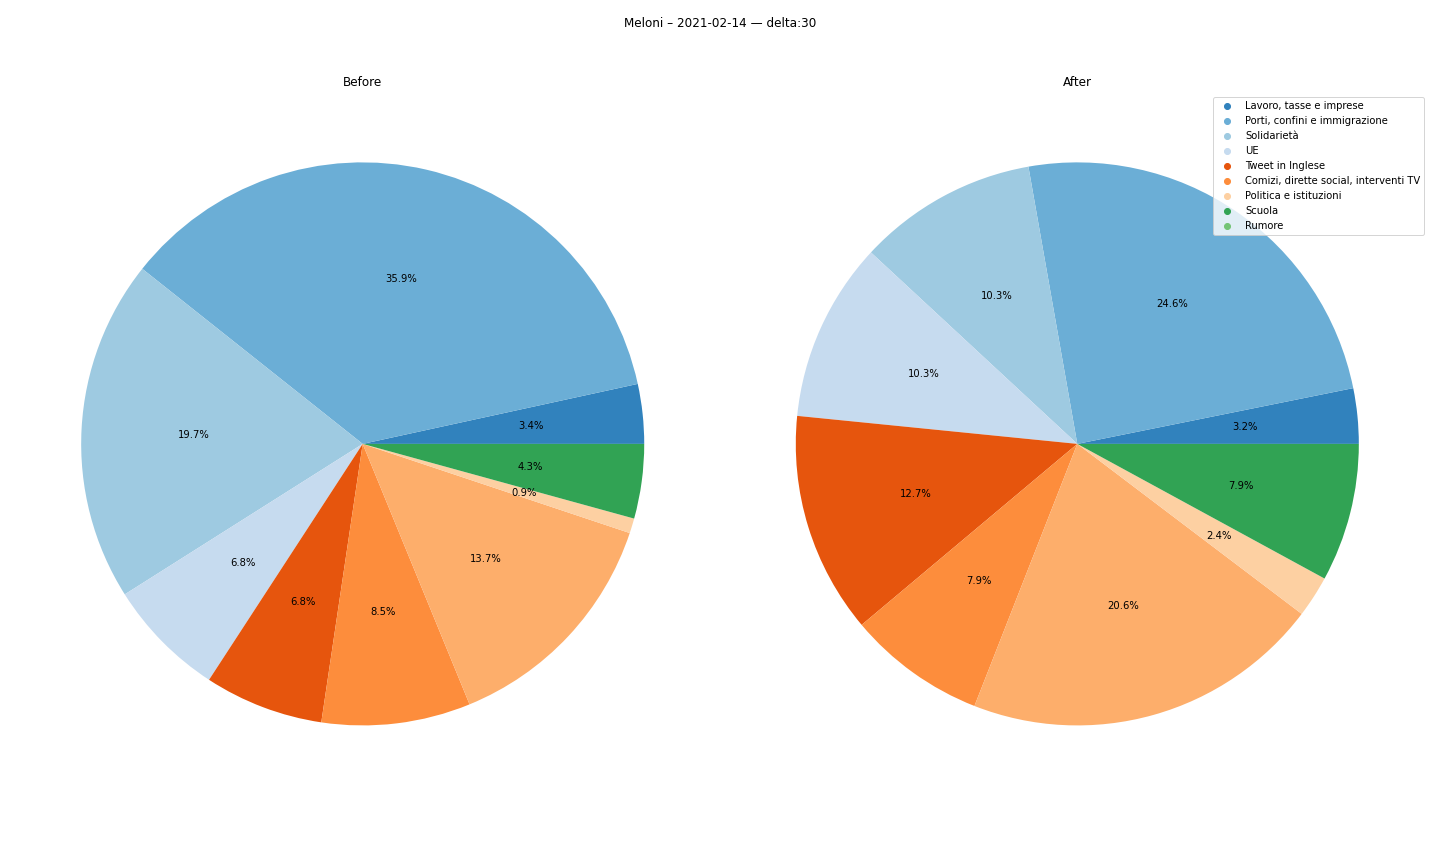 Meloni – 2021-02-14 — delta:30
Before
35.9%
19.7%
3.4%
4.3%
0.9%
13.7%
6.8%
6.8%
8.5%
After
Lavoro, tasse e imprese
Porti, confini e immigrazione
Solidarietà
UE
Tweet in Inglese
Comizi, dirette social, interventi TV
Politica e istituzioni
Scuola
Rumore
24.6%
10.3%
10.3%
3.2%
12.7%
7.9%
2.4%
7.9%
20.6%